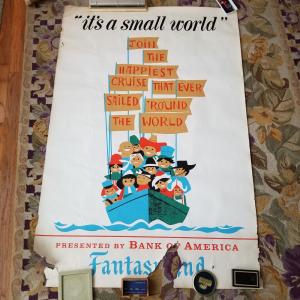 "it's a small world"
JOIN
THE
HAPPIEST
CRUISE THAT EVER
SAILED 'ROUND
THE WORLD
PRESENTED BY BANK OF AMERICA
Fantasyland